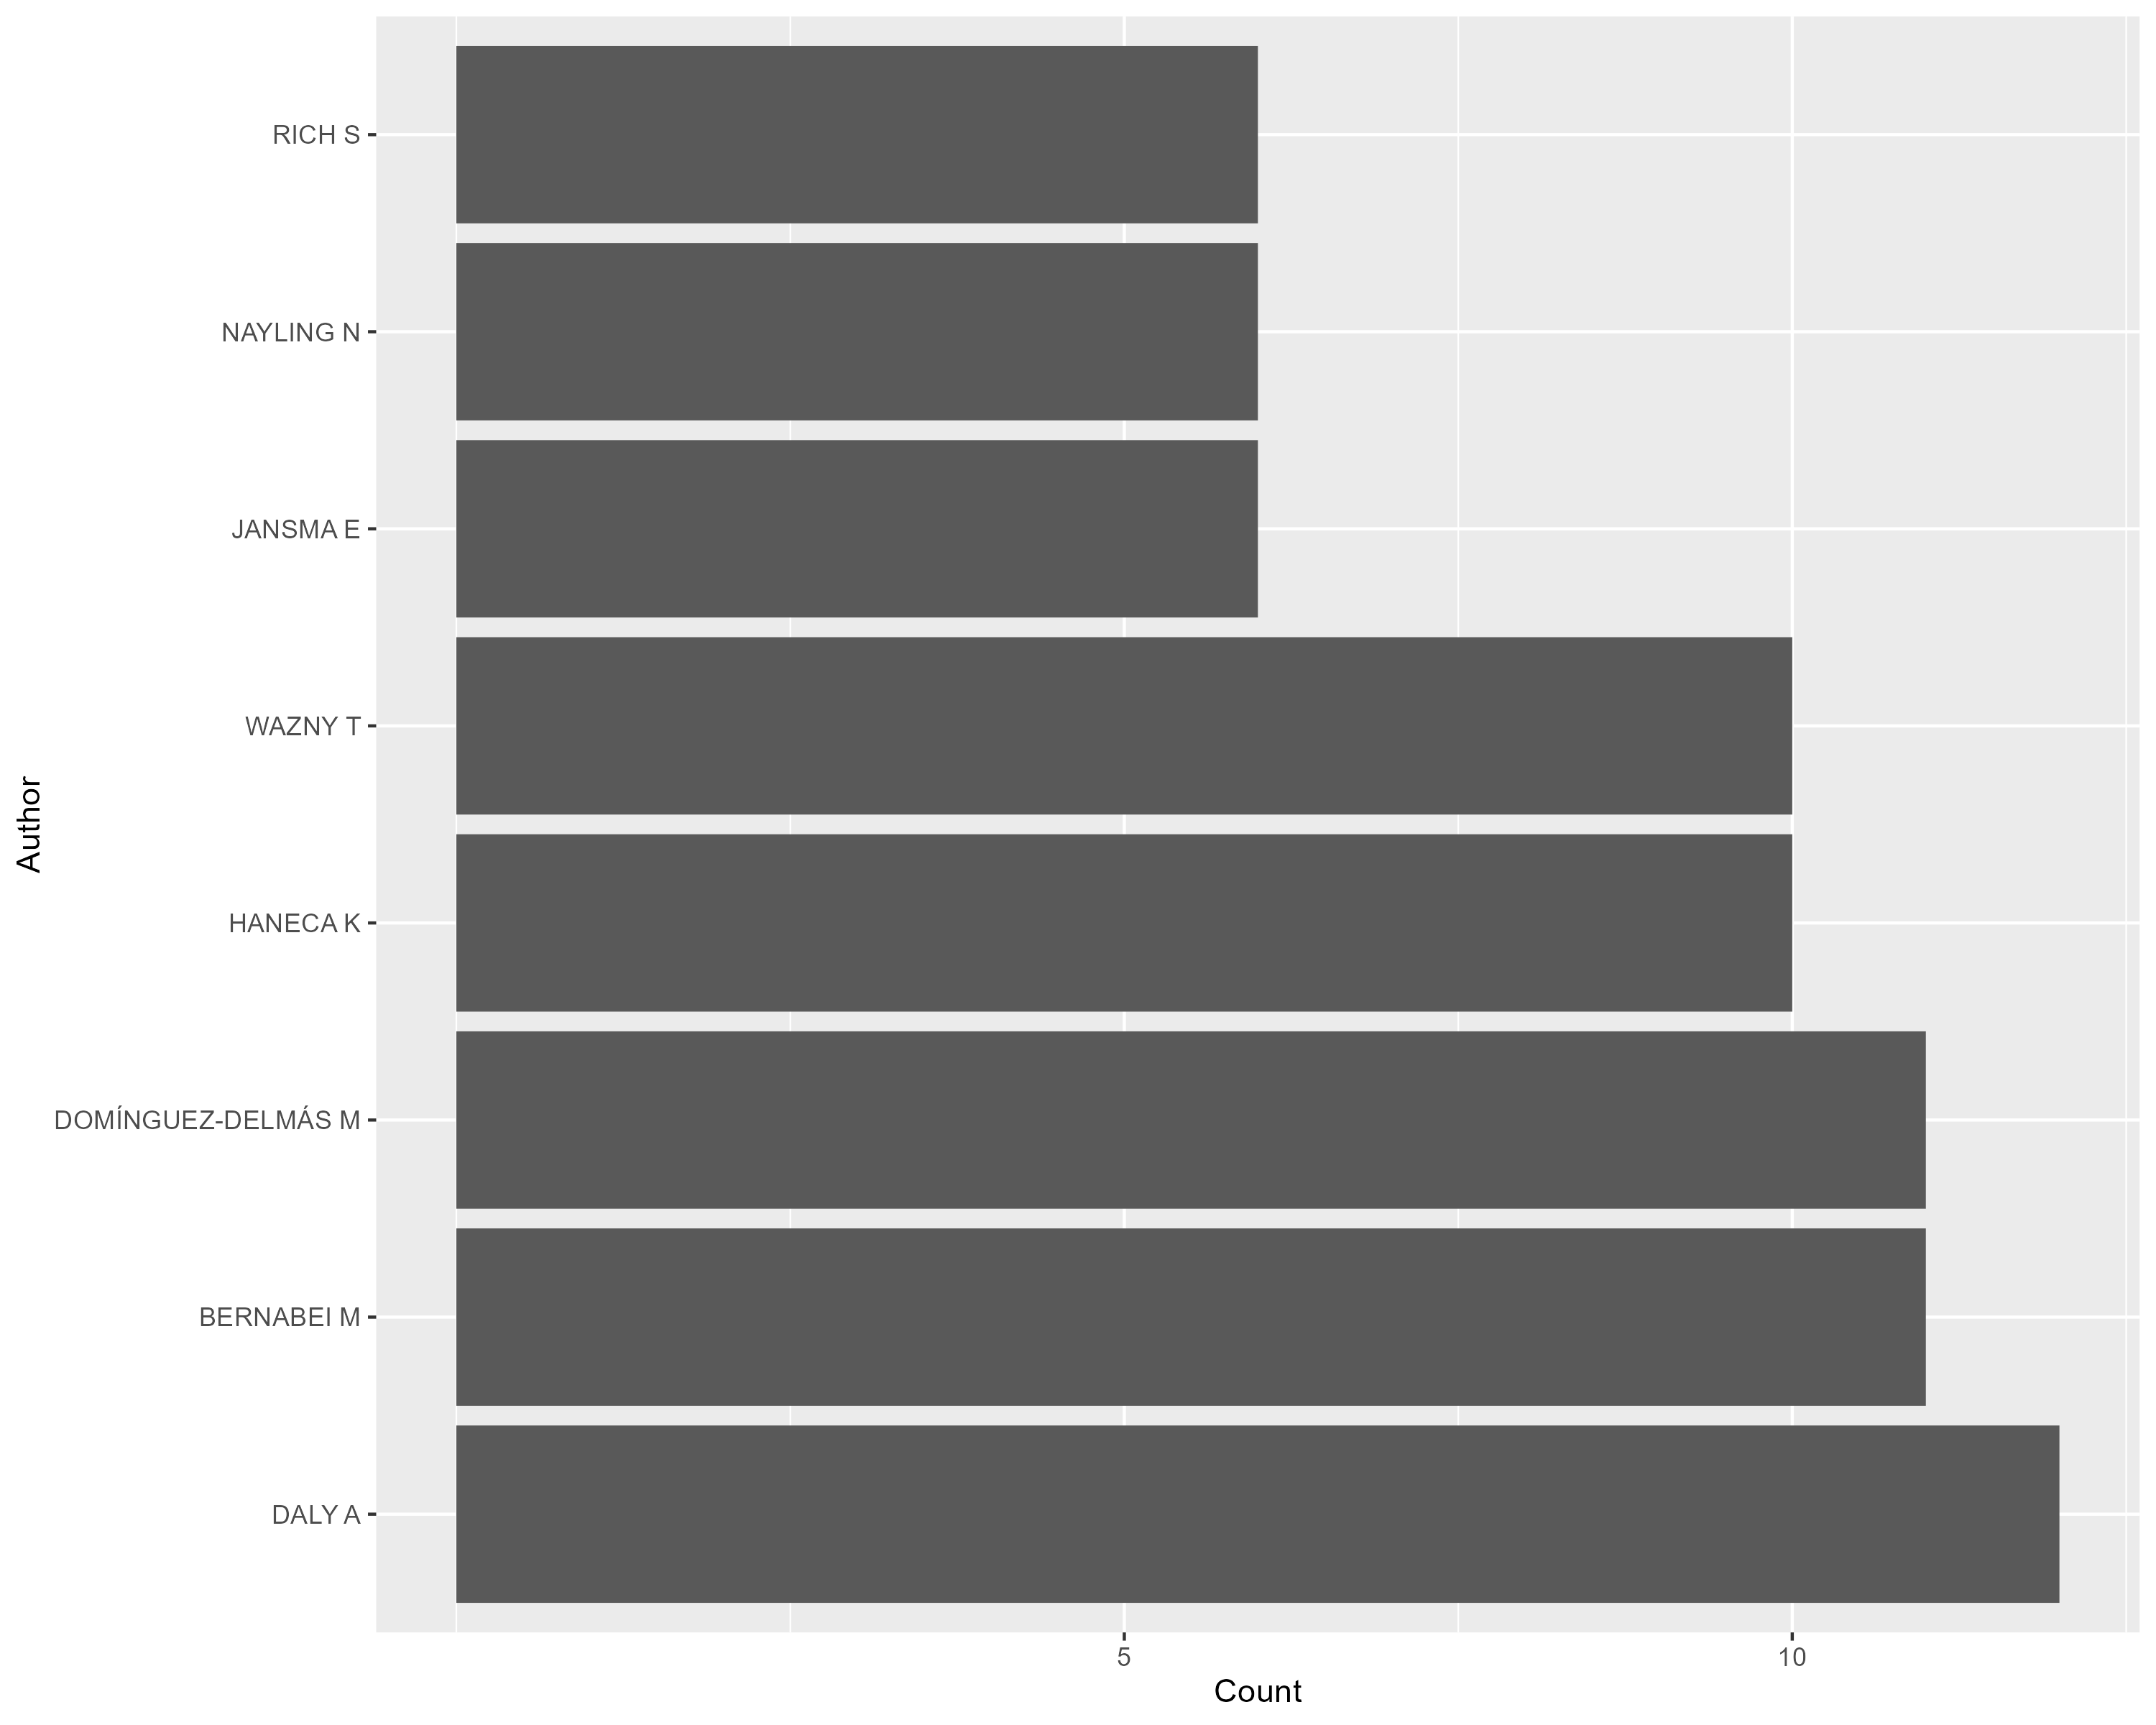 RICH S
NAYLING N
JANSMA E
WAZNY T
HANECA K
DOMÍNGUEZ-DELMÁS M
BERNABEI M
DALY A
Author
5
10
Count